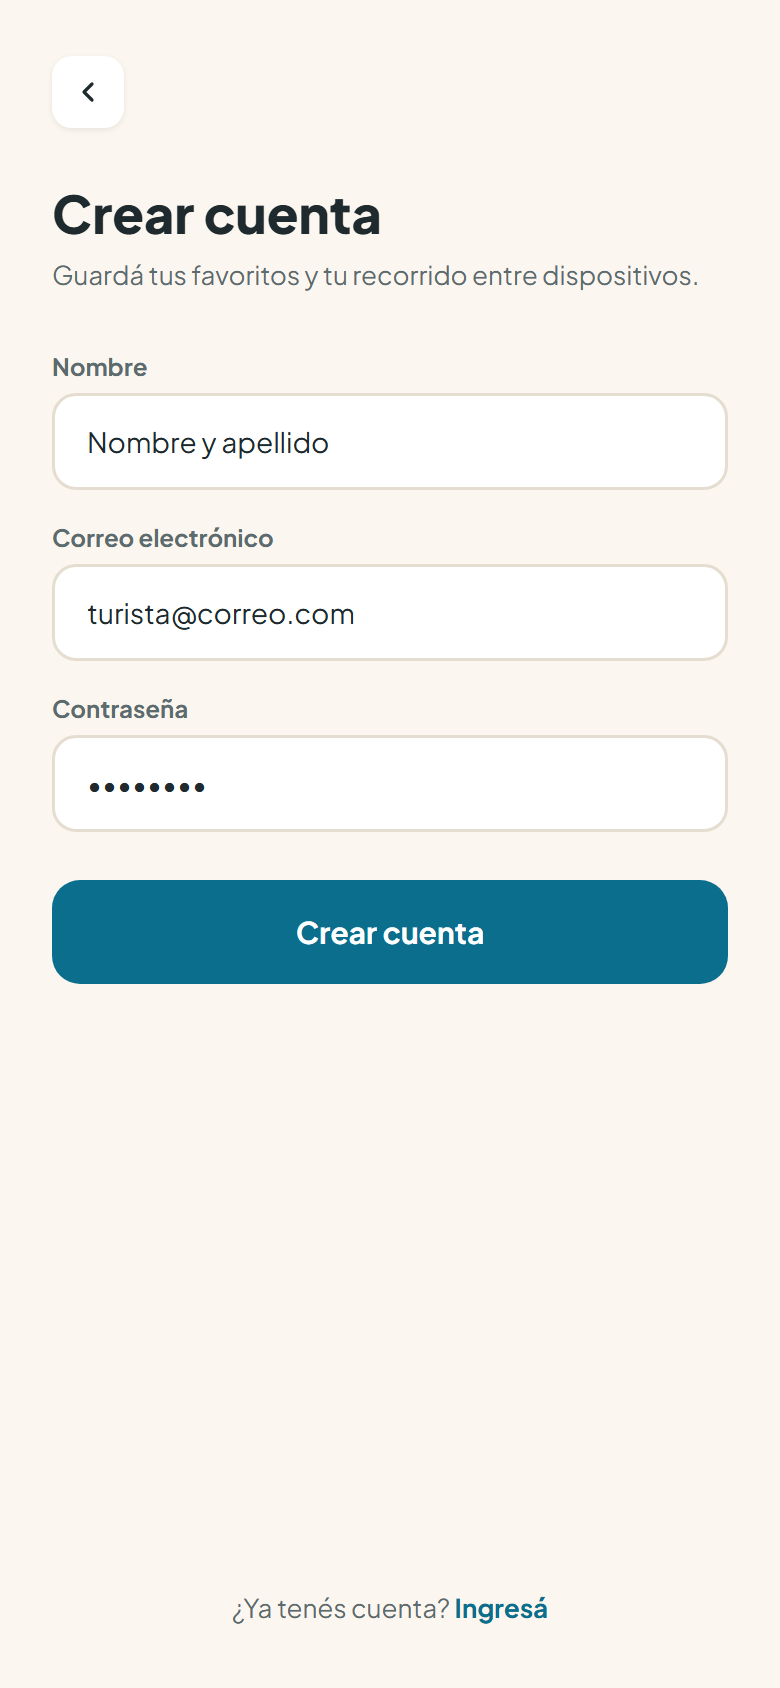 Crear cuenta
Guardá tus favoritos y tu recorrido entre dispositivos.
Nombre
Nombre y apellido
Correo electrónico
turista@correo.com
Contraseña
••••••••
Crear cuenta
¿Ya tenés cuenta? Ingresá